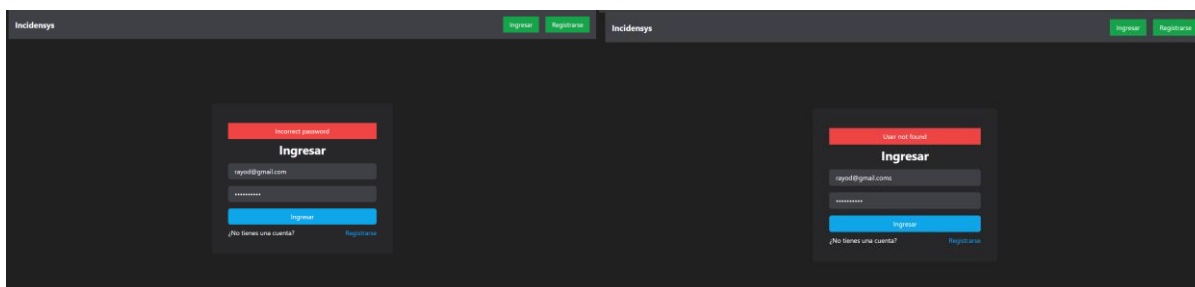 Incidensys Ingresar Registrarse
Incorrect password
Ingresar
rayod@gmail.com
••••••••••
Ingresar
¿No tienes una cuenta? Registrarse
Incidensys Ingresar Registrarse
User not found
Ingresar
rayod@gmail.coms
••••••••••
Ingresar
¿No tienes una cuenta? Registrarse